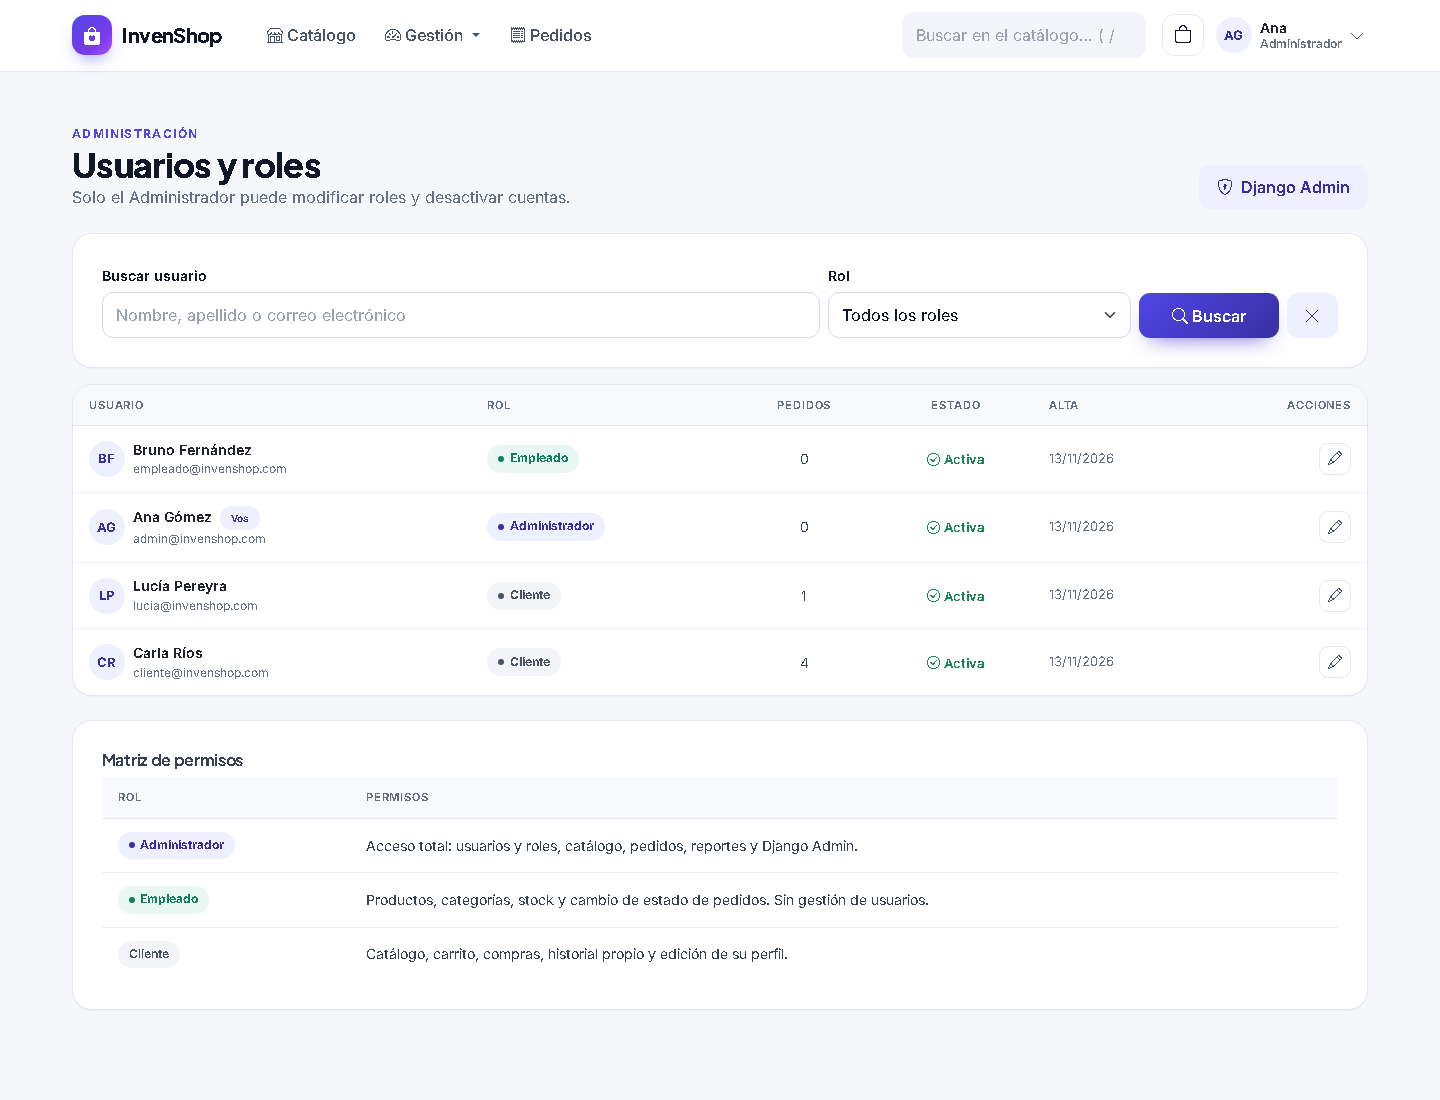 InvenShop
Catálogo
Gestión
Pedidos
Buscar en el catálogo... ( /
AG
Ana
Administrador
ADMINISTRACIÓN
Usuarios y roles
Solo el Administrador puede modificar roles y desactivar cuentas.
Django Admin
Buscar usuario
Rol
Nombre, apellido o correo electrónico
Todos los roles
Buscar
USUARIO ROL PEDIDOS ESTADO ALTA ACCIONES
BF
Bruno Fernández
empleado@invenshop.com
Empleado
0
Activa
13/11/2026
AG
Ana Gómez Vos
admin@invenshop.com
Administrador
0
Activa
13/11/2026
LP
Lucía Pereyra
lucia@invenshop.com
Cliente
1
Activa
13/11/2026
CR
Carla Ríos
cliente@invenshop.com
Cliente
4
Activa
13/11/2026
Matriz de permisos
ROL PERMISOS
Administrador Acceso total: usuarios y roles, catálogo, pedidos, reportes y Django Admin.
Empleado Productos, categorías, stock y cambio de estado de pedidos. Sin gestión de usuarios.
Cliente Catálogo, carrito, compras, historial propio y edición de su perfil.